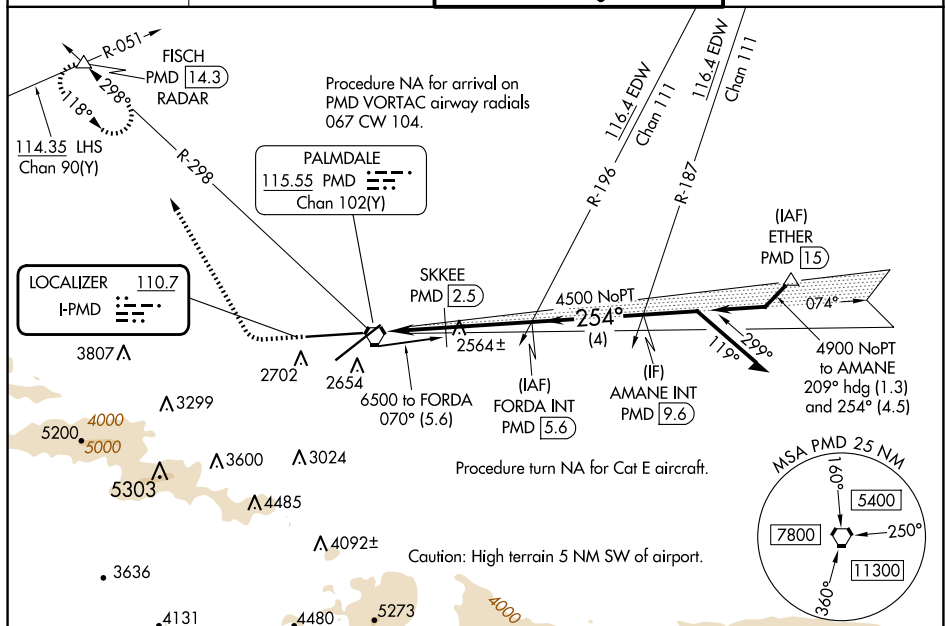 R-051
FISCH
PMD 14.3
RADAR
298°
118°
114.35 LHS
Chan 90(Y)
R-298
Procedure NA for arrival on
PMD VORTAC airway radials
067 CW 104.
116.4 EDW
Chan 111
R-196
116.4 EDW
Chan 111
R-187
PALMDALE
115.55 PMD
Chan 102(Y)
LOCALIZER 110.7
I-PMD
SKKEE
PMD 2.5
(IAF)
ETHER
PMD 15
4500 NoPT
254°
(4)
074°
299°
119°
4900 NoPT
to AMANE
209° hdg (1.3)
and 254° (4.5)
3807
2702
2654
2564±
6500 to FORDA
070° (5.6)
(IAF)
FORDA INT
PMD 5.6
(IF)
AMANE INT
PMD 9.6
3299
4000
5200
5000
3600
3024
5303
4485
Procedure turn NA for Cat E aircraft.
4092±
Caution: High terrain 5 NM SW of airport.
3636
4131
4480
5273
4000
MSA PMD 25 NM
160°
5400
7800
250°
11300
360°